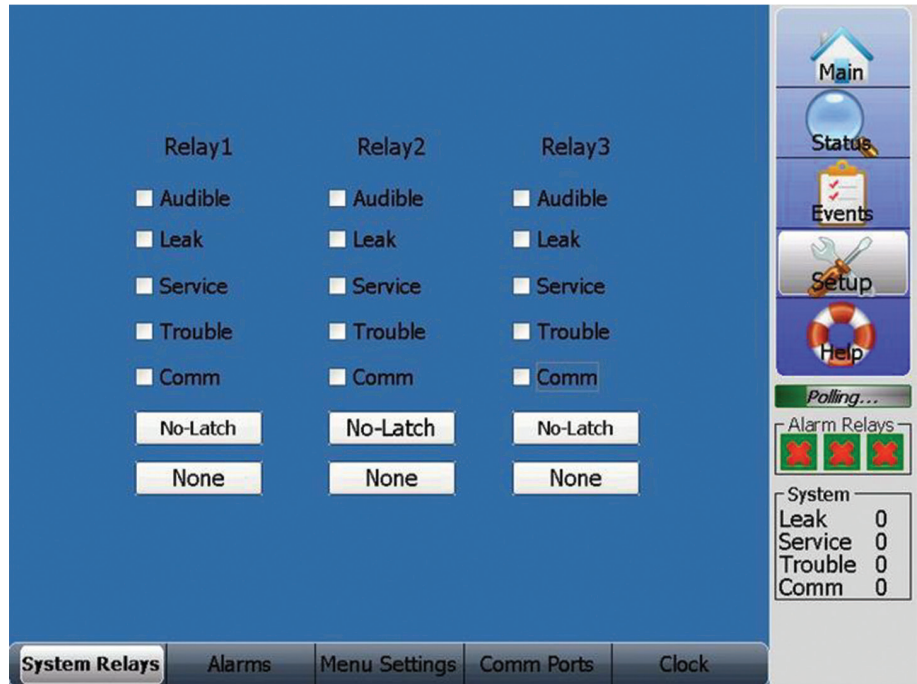 Relay1 Relay2 Relay3
Audible Audible Audible
Leak Leak Leak
Service Service Service
Trouble Trouble Trouble
Comm Comm Comm
No-Latch No-Latch No-Latch
None None None
Main
Status
Events
Setup
Help
Polling...
Alarm Relays
System
Leak 0
Service 0
Trouble 0
Comm 0
System Relays Alarms Menu Settings Comm Ports Clock